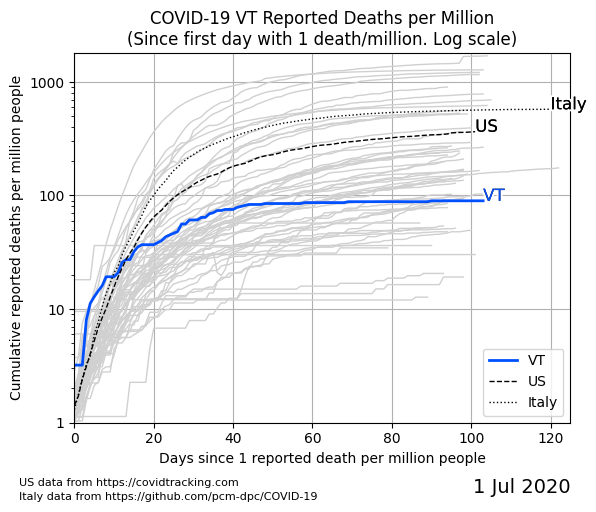 COVID-19 VT Reported Deaths per Million
(Since first day with 1 death/million. Log scale)
Cumulative reported deaths per million people
1000
100
10
1
Italy
US
VT
VT
US
Italy
0 20 40 60 80 100 120
Days since 1 reported death per million people
US data from https://covidtracking.com
Italy data from https://github.com/pcm-dpc/COVID-19
1 Jul 2020